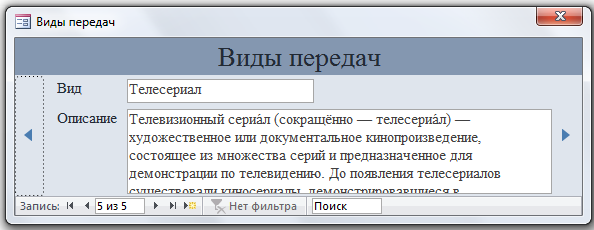 Виды передач
Виды передач
Вид Телесериал
Описание Телевизионный сериа́л (сокращённо — телесериа́л) —
художественное или документальное кинопроизведение,
состоящее из множества серий и предназначенное для
демонстрации по телевидению. До появления телесериалов
существовали киносериалы, демонстрировавшиеся в
Запись: 5 из 5 Нет фильтра Поиск